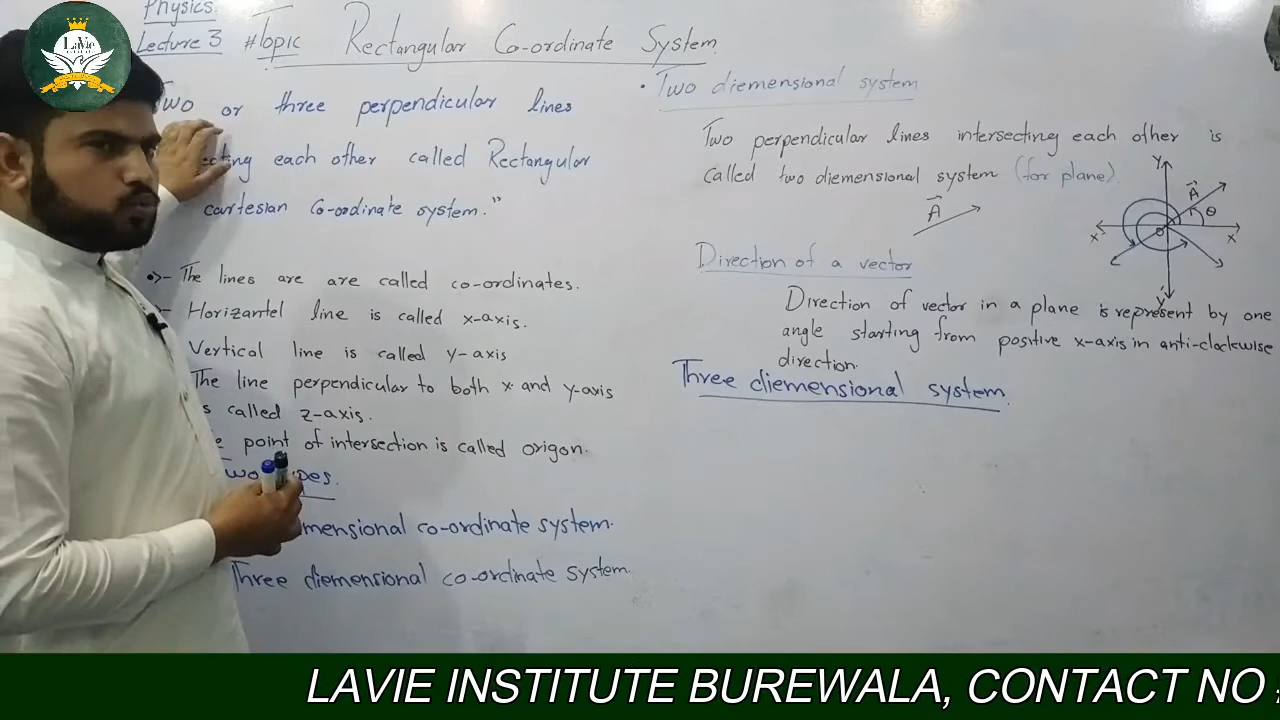 Physics.
Lecture 3 #Topic Rectangular Co-ordinate System
Two or three perpendicular lines
ecting each other called Rectangular
cartesian Co-ordinate system."
The lines are are called co-ordinates.
Horizantel line is called x-axis.
Vertical line is called y-axis
The line perpendicular to both x and y-axis
s called z-axis.
e point of intersection is called origon.
wo pes.
mensional co-ordinate system.
Three diemensional co-ordinate system.
• Two diemensional system
Two perpendicular lines intersecting each other is
called two diemensional system (for plane).
A
Y
A
θ
X'
O
X
Y'
Direction of a vector
Direction of vector in a plane is represent by one
angle starting from positive x-axis in anti-clockwise
direction.
Three diemensional system.
LaVie
LAVIE INSTITUTE BUREWALA, CONTACT NO :